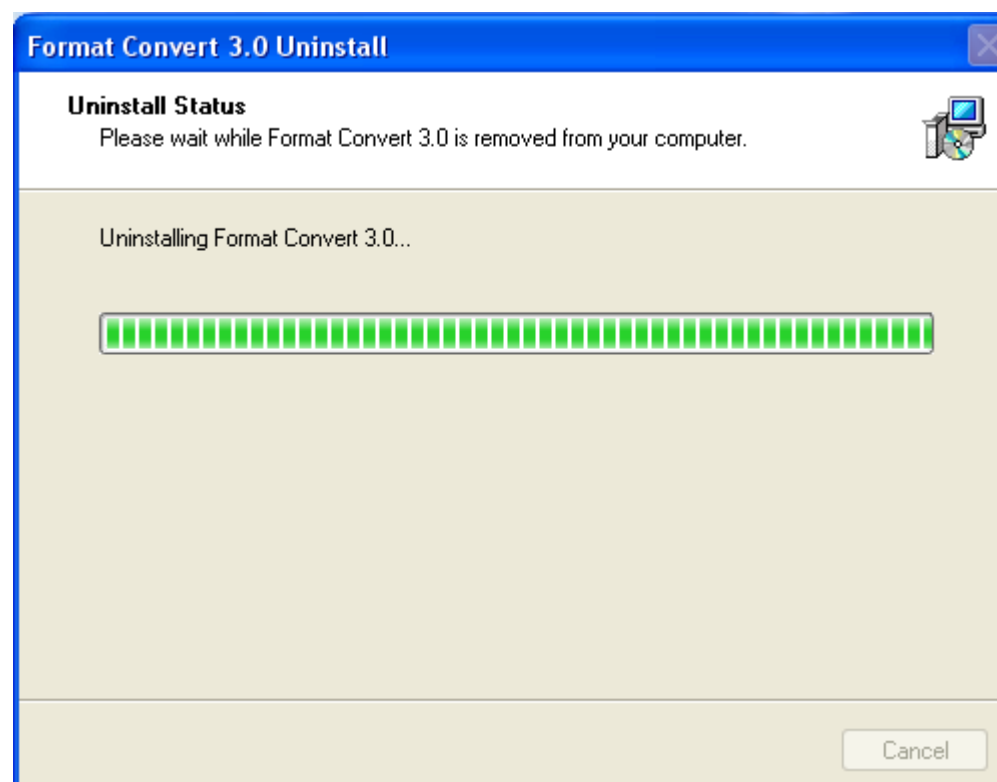 Format Convert 3.0 Uninstall
Uninstall Status
Please wait while Format Convert 3.0 is removed from your computer.
Uninstalling Format Convert 3.0...
Cancel